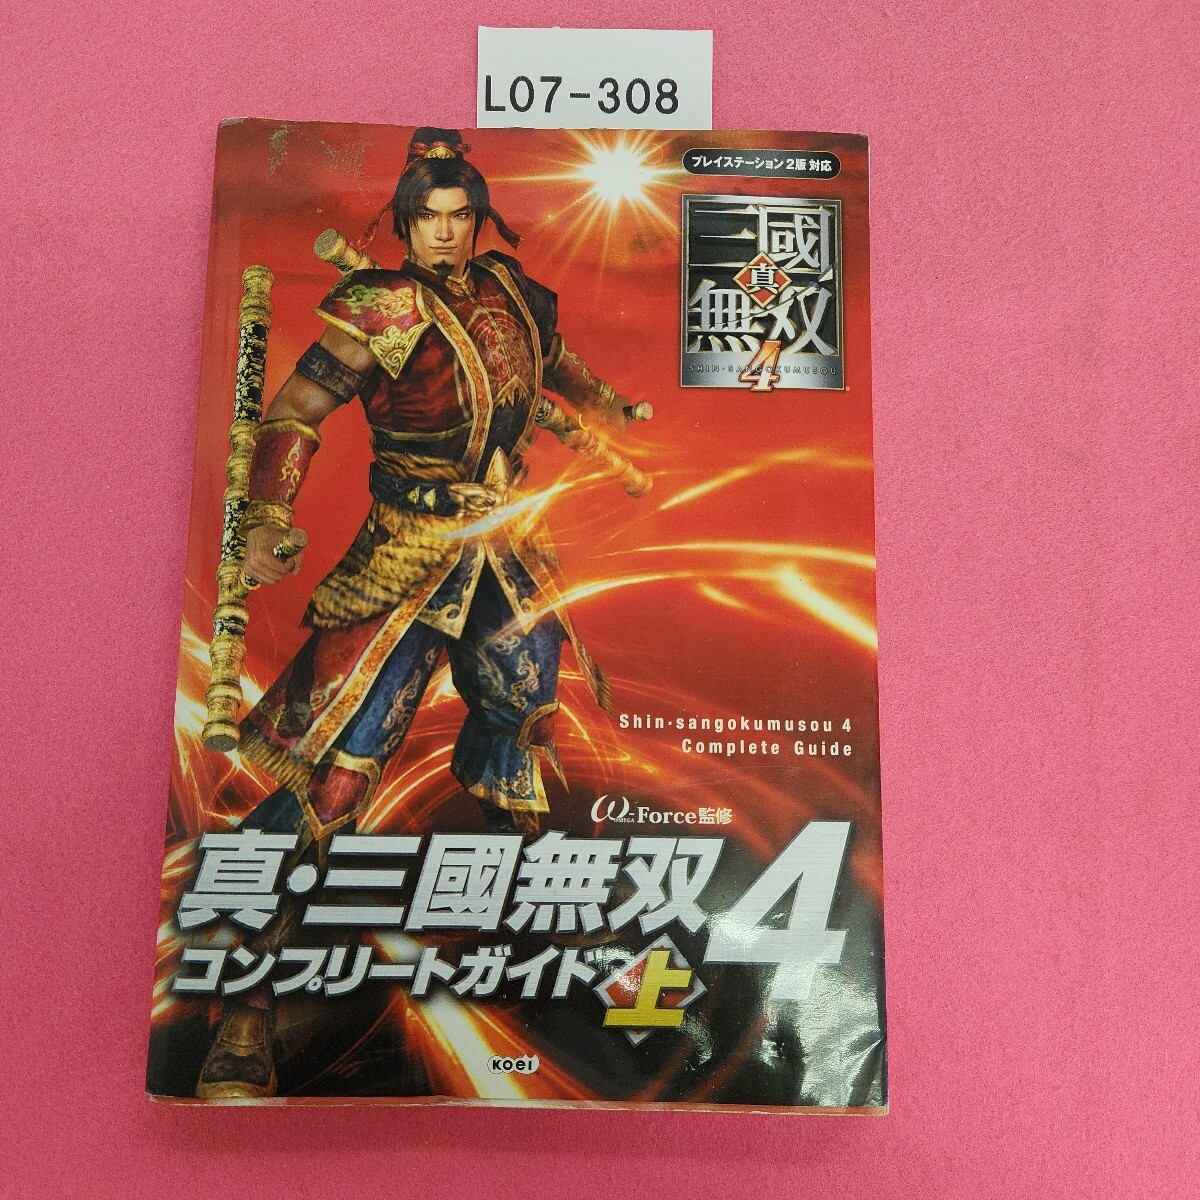 L07-308
プレイステーション2版 対応
三國
真
無双
SHIN・SANGOKUMUSOU
4
Shin・sangokumusou 4
Complete Guide
ω-Force監修
OMEGA
真・三國無双4
コンプリートガイド上
KOEI